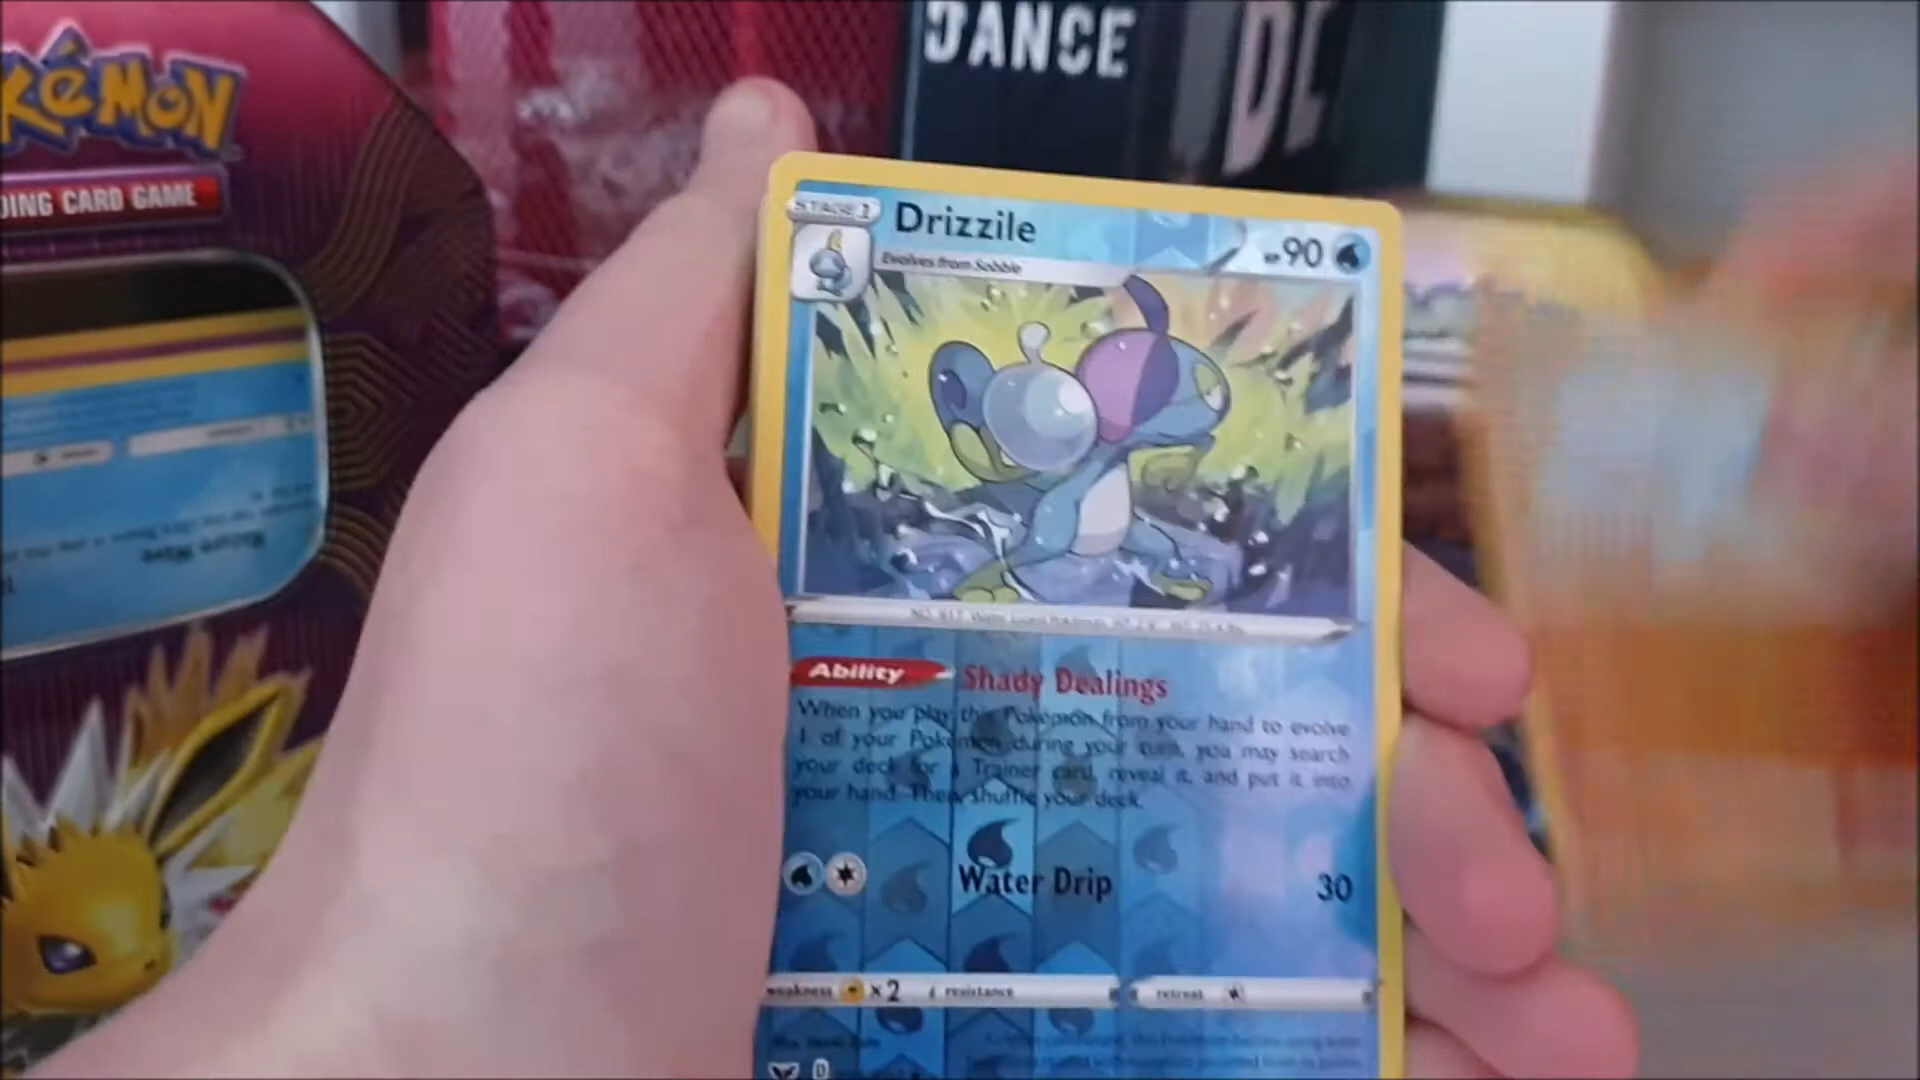 POKéMON
DING CARD GAME
DANCE
DE
STAGE 1
Drizzile
HP 90
Evolves from Sobble
Ability
Shady Dealings
When you play this Pokémon from your hand to evolve
1 of your Pokémon during your turn, you may search
your deck for a Trainer card, reveal it, and put it into
your hand. Then, shuffle your deck.
Water Drip 30
weakness ×2 resistance
retreat
D